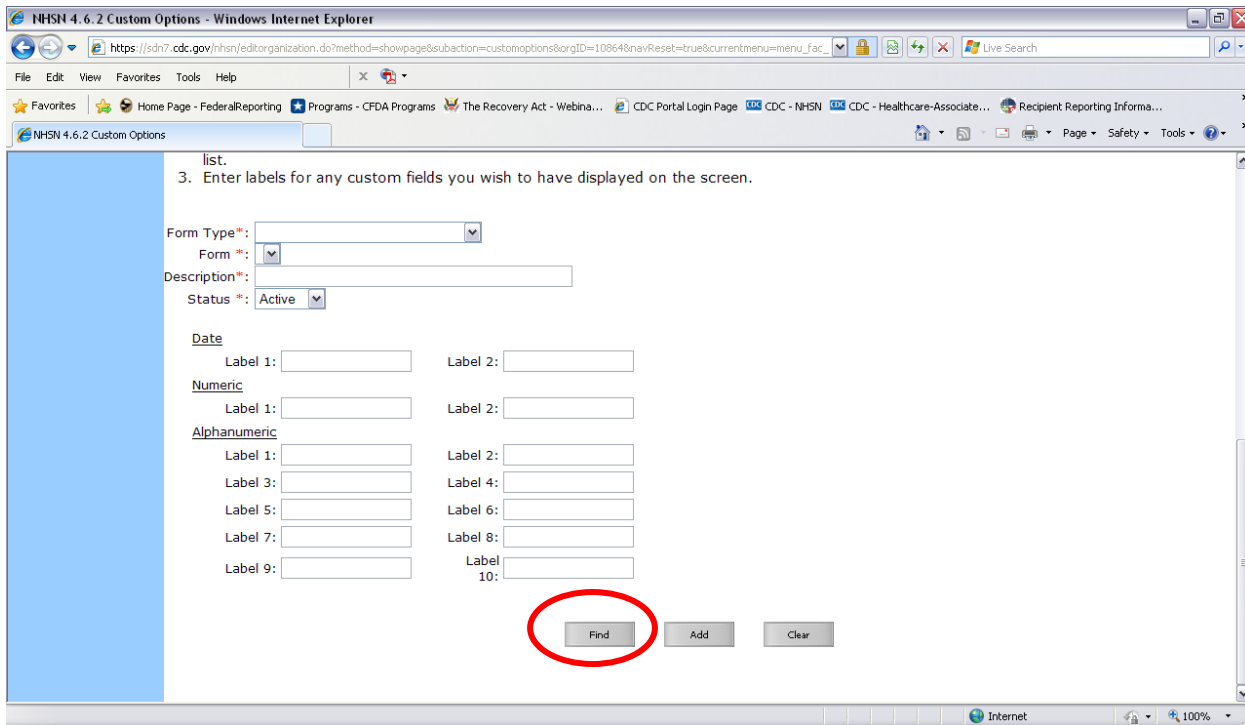 NHSN 4.6.2 Custom Options - Windows Internet Explorer
https://sdn7.cdc.gov/nhsn/editorganization.do?method=showpage&subaction=customoptions&orgID=10864&navReset=true&currentmenu=menu_fac_
Live Search
File Edit View Favorites Tools Help
X
Favorites Home Page - FederalReporting Programs - CFDA Programs The Recovery Act - Webina... CDC Portal Login Page CDC CDC - NHSN CDC CDC - Healthcare-Associate... Recipient Reporting Informa...
NHSN 4.6.2 Custom Options Page Safety Tools
list.
3. Enter labels for any custom fields you wish to have displayed on the screen.
Form Type*:
Form *:
Description*:
Status *: Active
Date
Label 1: Label 2:
Numeric
Label 1: Label 2:
Alphanumeric
Label 1: Label 2:
Label 3: Label 4:
Label 5: Label 6:
Label 7: Label 8:
Label 9: Label
10:
Find Add Clear
Internet 100%